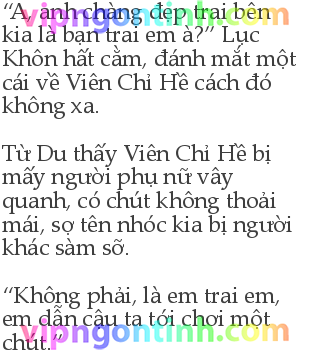 “A, anh chàng đẹp trai bên
kia là bạn trai em à?” Lục
Khôn hất cằm, đánh mắt một
cái về Viên Chỉ Hề cách đó
không xa.
Từ Du thấy Viên Chỉ Hề bị
mấy người phụ nữ vây
quanh, có chút không thoải
mái, sợ tên nhóc kia bị người
khác sàm sỡ.
“Không phải, là em trai em,
em dẫn cậu ta tới chơi một
chút.”
vipngontinh.com
vipngontinh.com